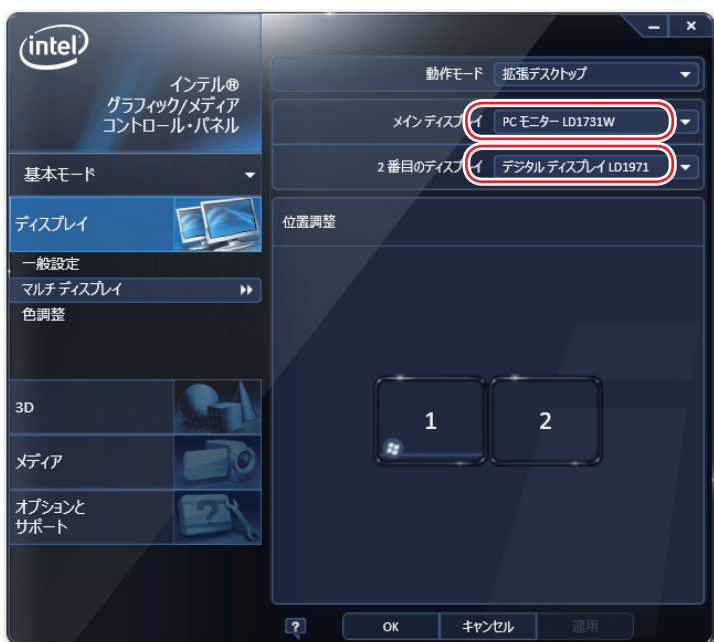 intel
インテル®
グラフィック/メディア
コントロール・パネル
基本モード
ディスプレイ
一般設定
マルチ ディスプレイ
色調整
3D
メディア
オプションと
サポート
動作モード 拡張デスクトップ
メイン ディスプレイ PC モニター LD1731W
2 番目のディスプレイ デジタル ディスプレイ LD1971
位置調整
1 2
?
OK キャンセル 適用